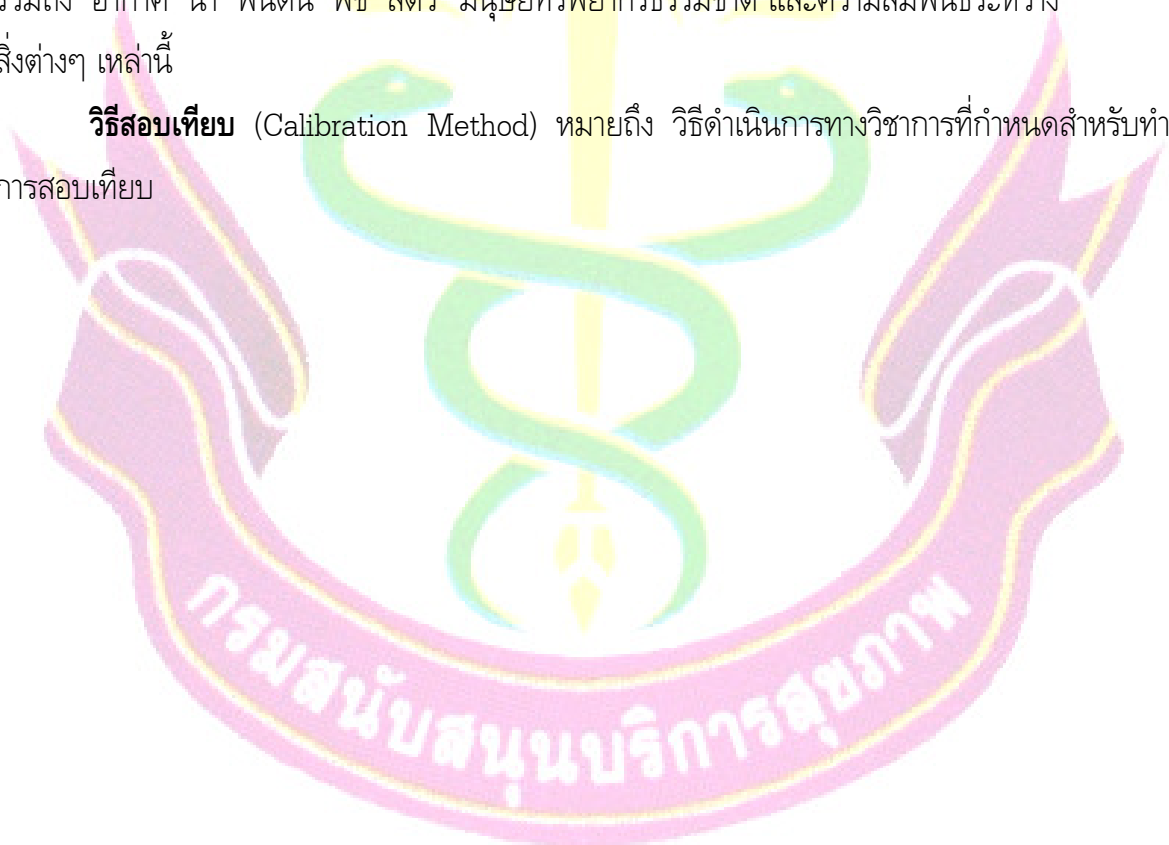 รวมถึง อากาศ น้ำ พื้นดิน พืช สัตว์ มนุษย์ทรัพยากรธรรมชาติ และความสัมพันธ์ระหว่าง
สิ่งต่างๆ เหล่านี้
วิธีสอบเทียบ (Calibration Method) หมายถึง วิธีดำเนินการทางวิชาการที่กำหนดสำหรับทำ
การสอบเทียบ
กรมสนับสนุนบริการสุขภาพ